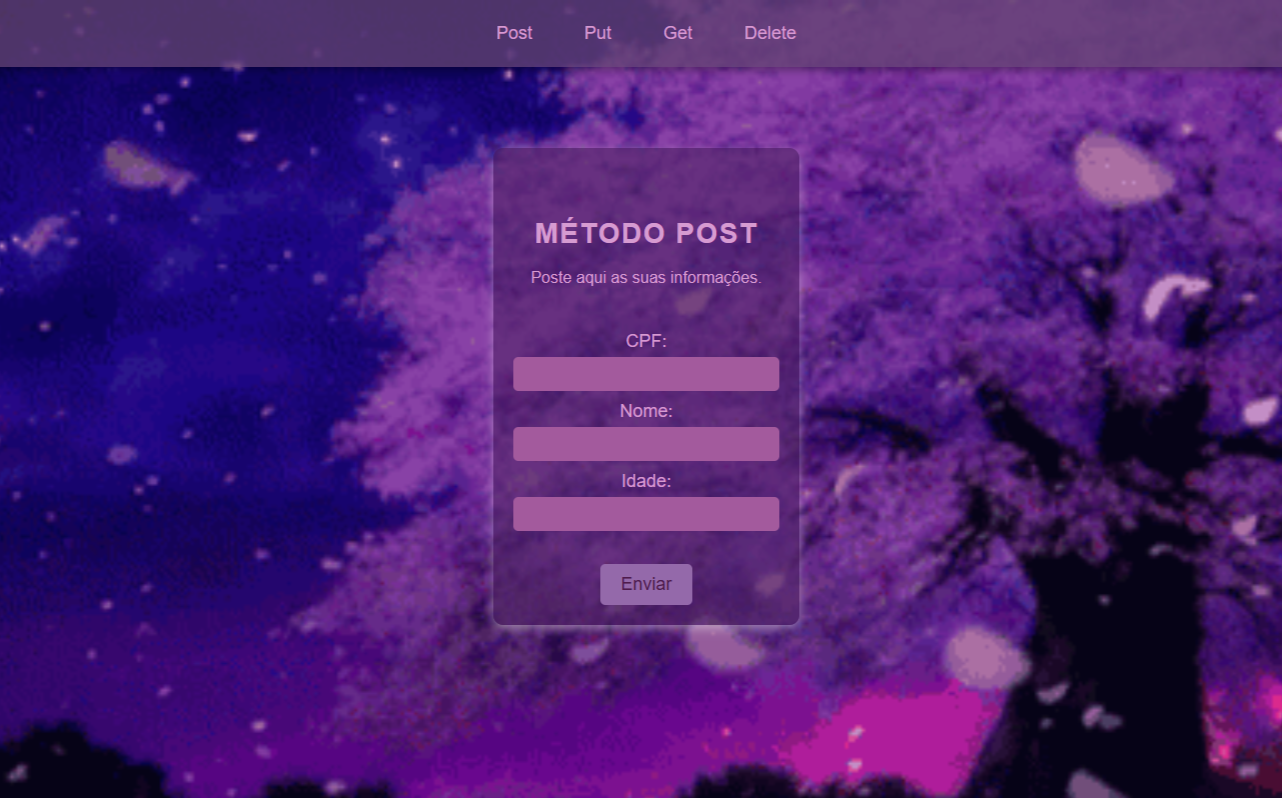 Post Put Get Delete
MÉTODO POST
Poste aqui as suas informações.
CPF:
Nome:
Idade:
Enviar